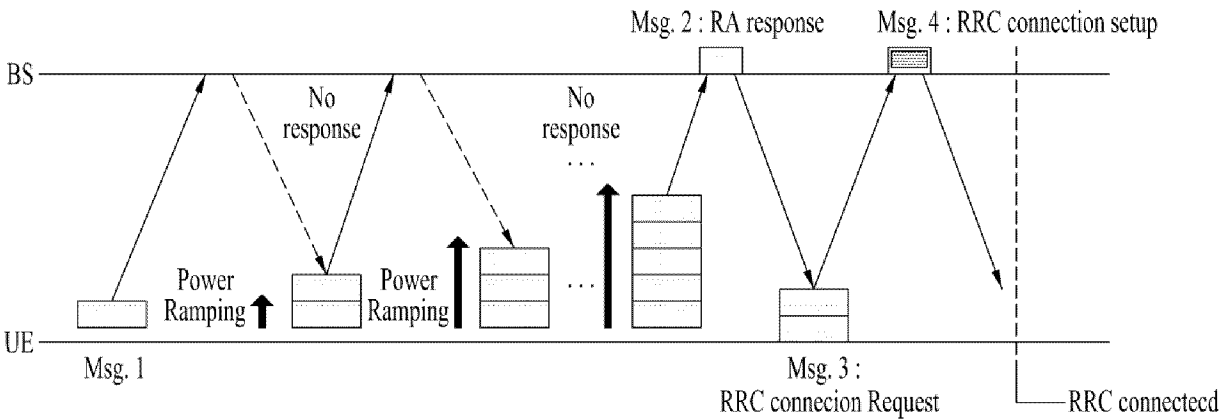 Msg. 2 : RA response
Msg. 4 : RRC connection setup
BS
No
response
No
response
...
Power
Ramping
Power
Ramping
...
UE
Msg. 1
Msg. 3 :
RRC connecion Request
RRC connectecd